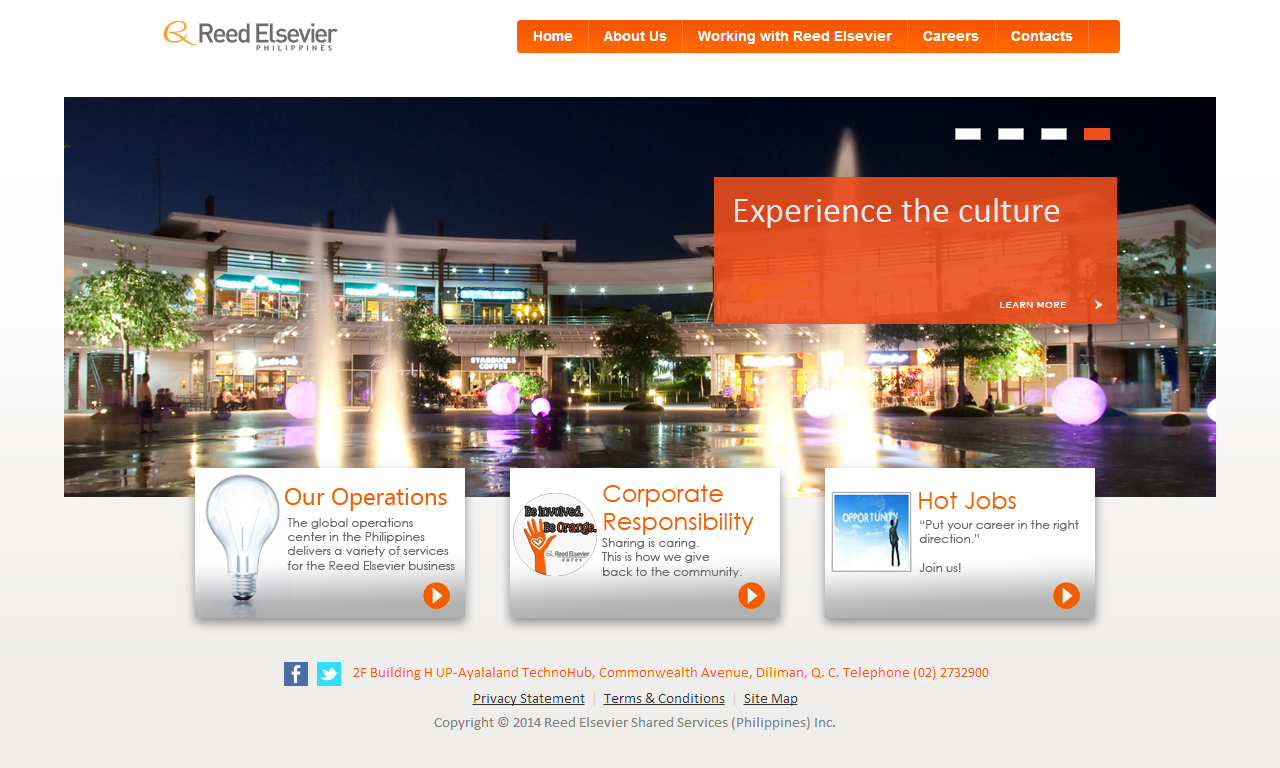 Reed Elsevier
PHILIPPINES
Home About Us Working with Reed Elsevier Careers Contacts
Experience the culture
LEARN MORE
STARBUCKS
COFFEE
Our Operations
The global operations
center in the Philippines
delivers a variety of services
for the Reed Elsevier business
Be involved.
Be Orange.
Reed Elsevier
cares
Corporate
Responsibility
Sharing is caring.
This is how we give
back to the community.
OPPORTUNITY
Hot Jobs
“Put your career in the right
direction.”
Join us!
2F Building H UP-Ayalaland TechnoHub, Commonwealth Avenue, Diliman, Q. C. Telephone (02) 2732900
Privacy Statement | Terms & Conditions | Site Map
Copyright © 2014 Reed Elsevier Shared Services (Philippines) Inc.